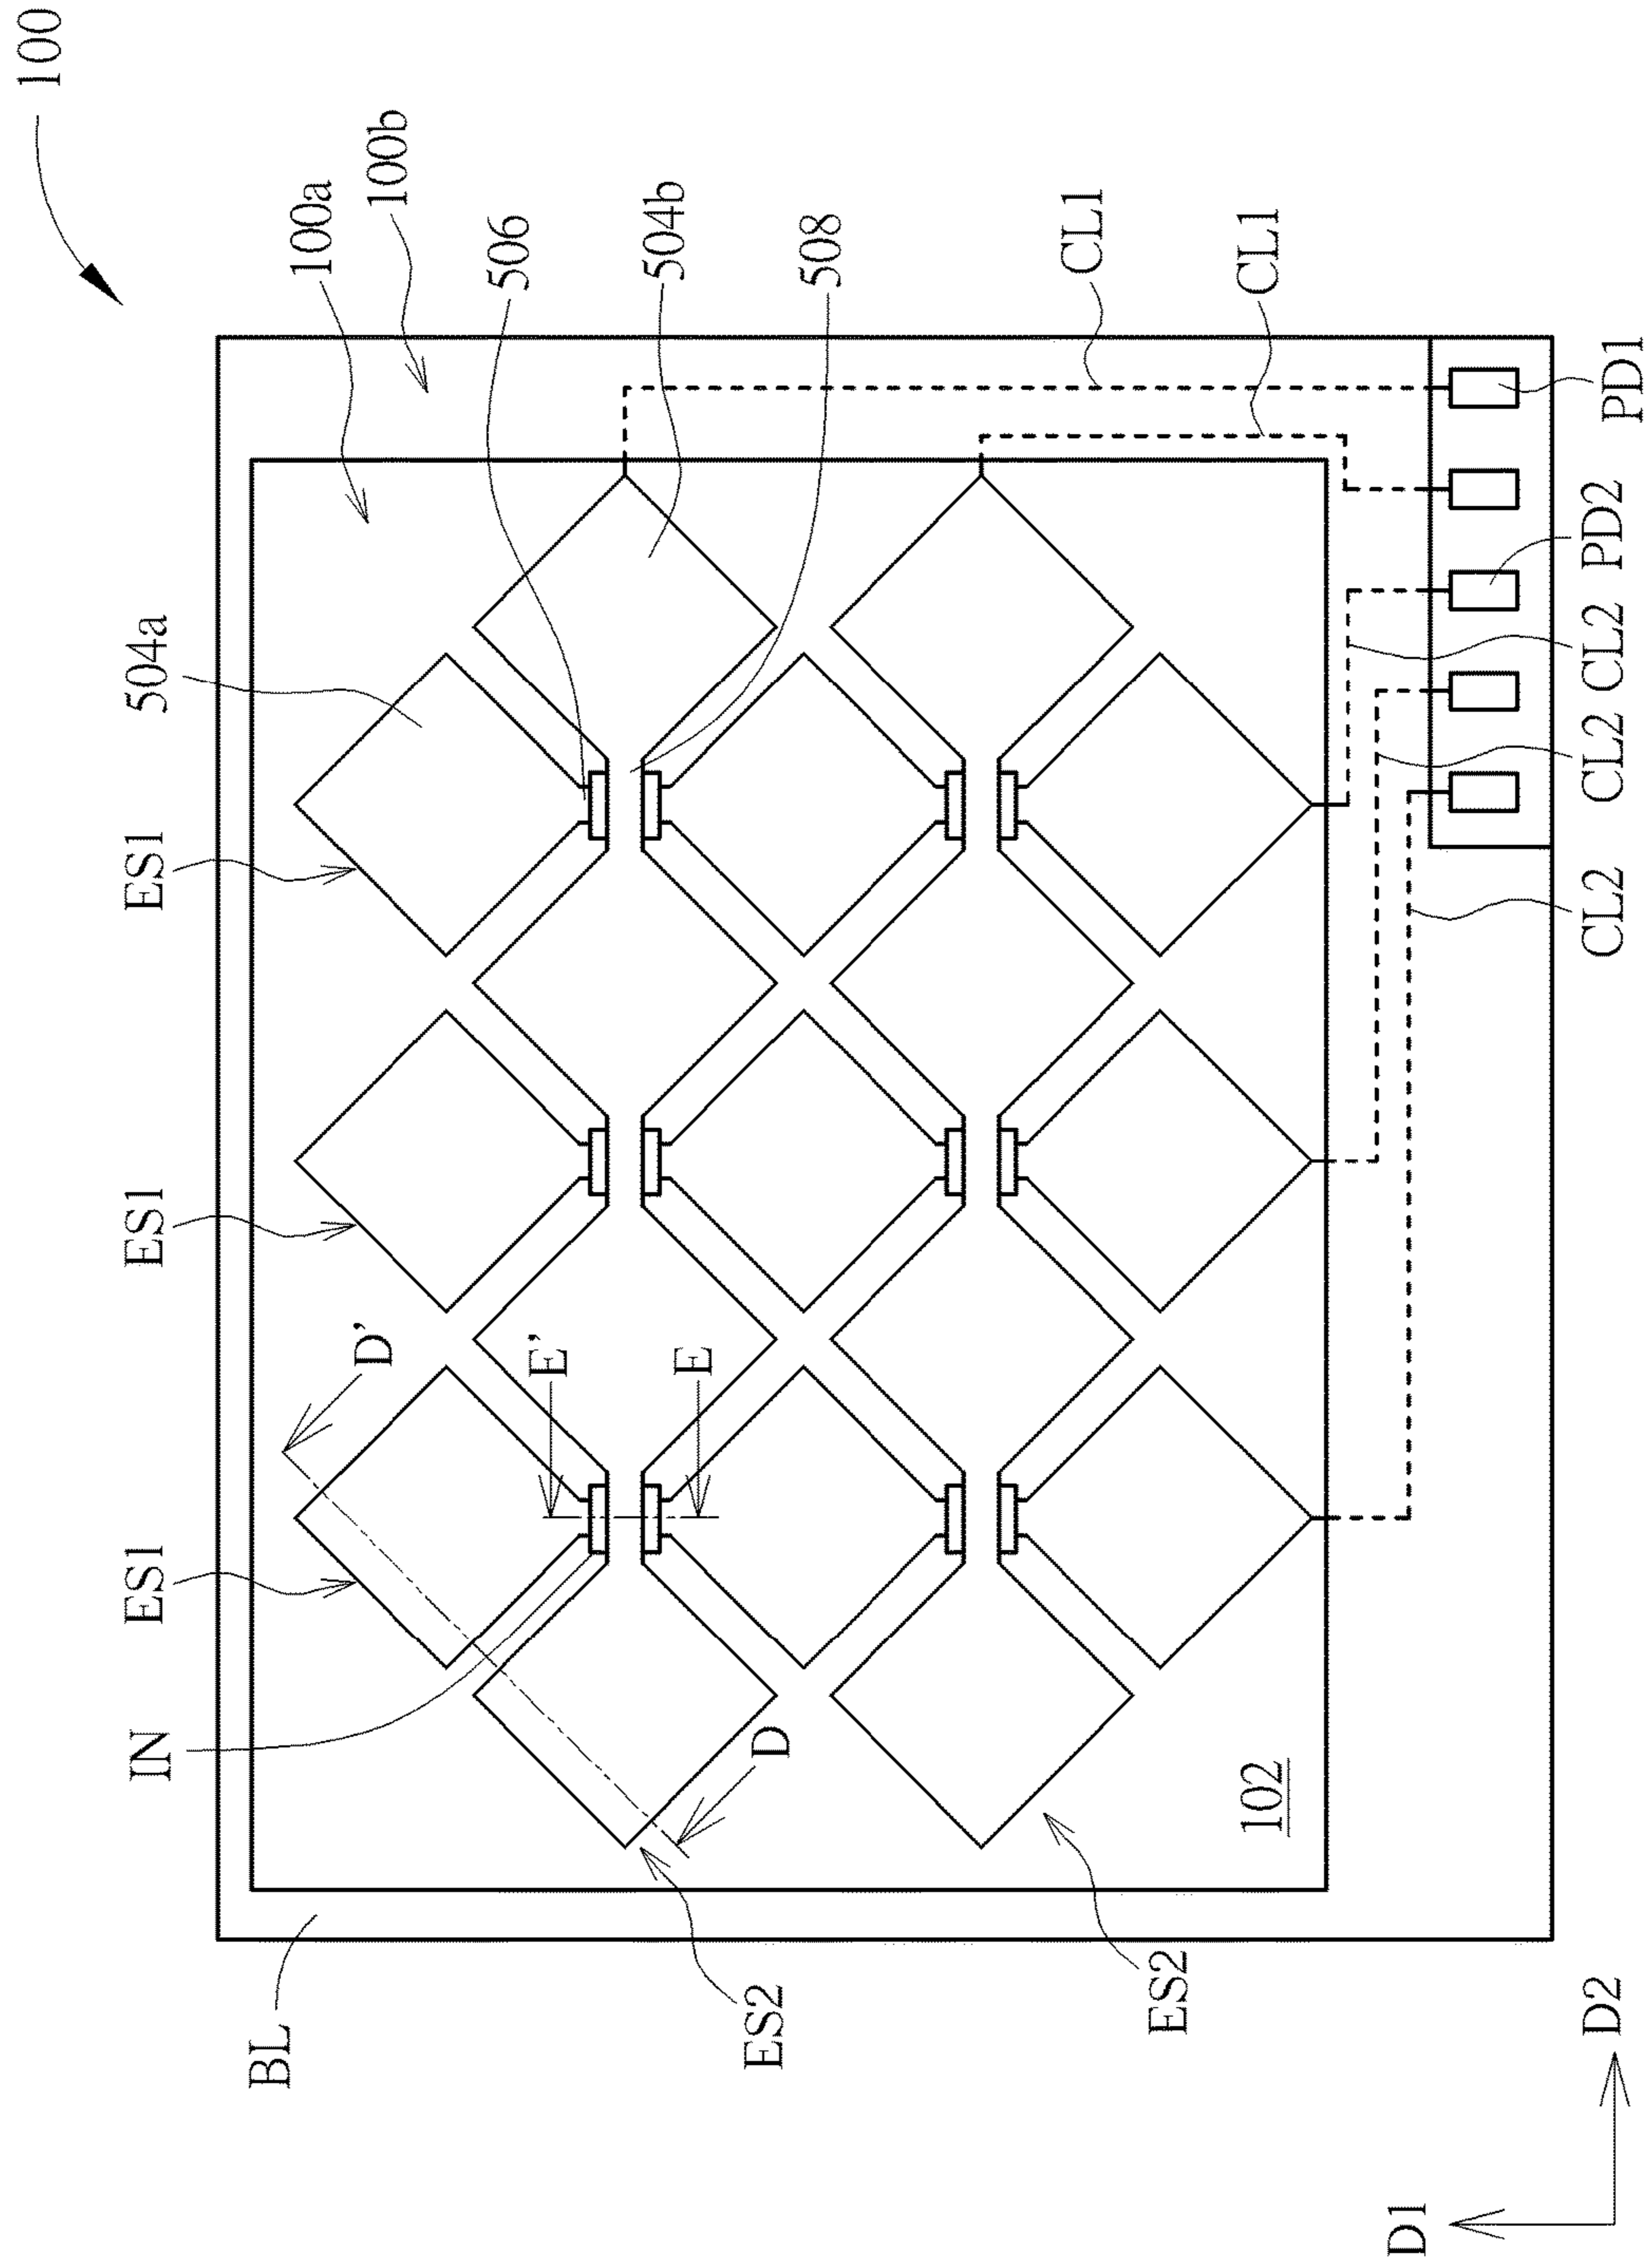 100
100a
100b
506
504b
508
CL1
CL1
504a
ES1
ES1
ES1
IN
D'
D
E'
E
BL
ES2
ES2
102
PD1
PD2
CL2
CL2
CL2
D1
D2